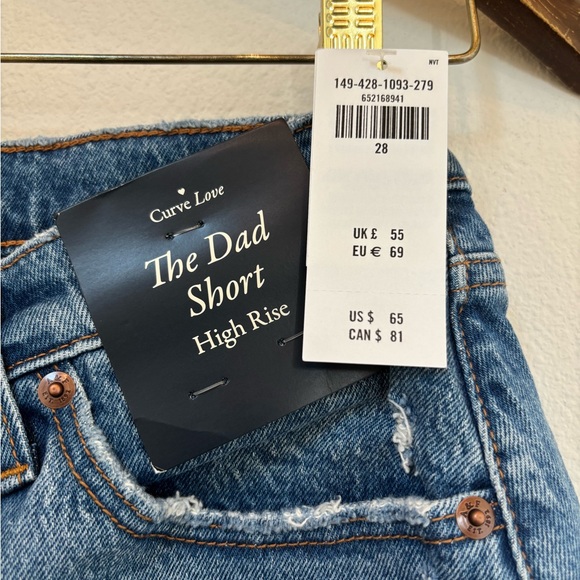 NVT
149-428-1093-279
652168941
28
UK £ 55
EU € 69
US $ 65
CAN $ 81
Curve Love
The Dad
Short
High Rise
A & F
A & F